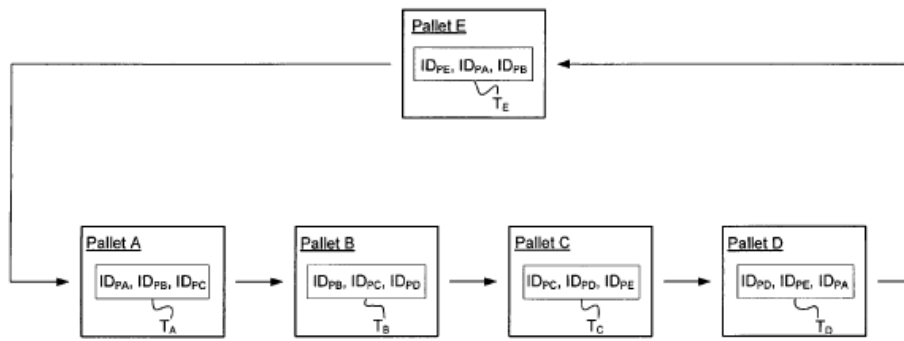 Pallet E
ID_PE, ID_PA, ID_PB
T_E
Pallet A
ID_PA, ID_PB, ID_PC
T_A
Pallet B
ID_PB, ID_PC, ID_PD
T_B
Pallet C
ID_PC, ID_PD, ID_PE
T_C
Pallet D
ID_PD, ID_PE, ID_PA
T_D